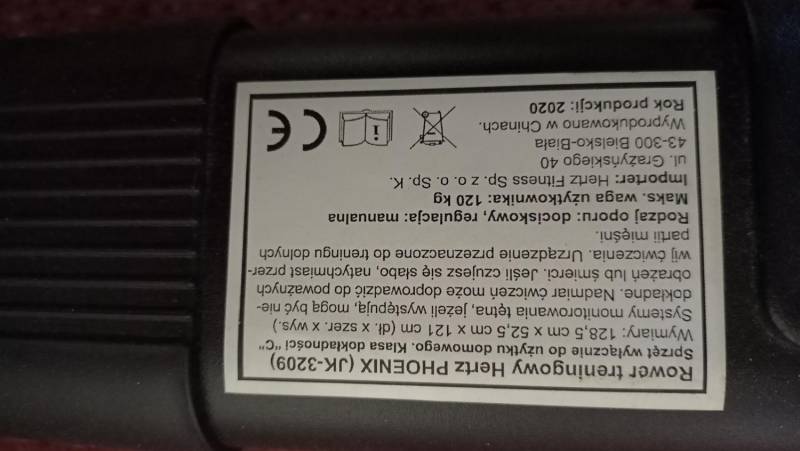 Rower treningowy Hertz PHOENIX (JK-3209)
Sprzęt wyłącznie do użytku domowego. Klasa dokładności "C"
Wymiary: 128,5 cm x 52,5 cm x 121 cm (dł. x szer. x wys.)
Systemy monitorowania tętna, jeżeli występują, mogą być nie-
dokładne. Nadmiar ćwiczeń może doprowadzić do poważnych
obrażeń lub śmierci. Jeśli czujesz się słabo, natychmiast przer-
wij ćwiczenia. Urządzenie przeznaczone do treningu dolnych
partii mięśni.
Rodzaj oporu: dociskowy, regulacja: manualna
Maks. waga użytkownika: 120 kg
Importer: Hertz Fitness Sp. z o. o. Sp. K.
ul. Grażyńskiego 40
43-300 Bielsko-Biała
Wyprodukowano w Chinach.
Rok produkcji: 2020
i
CE